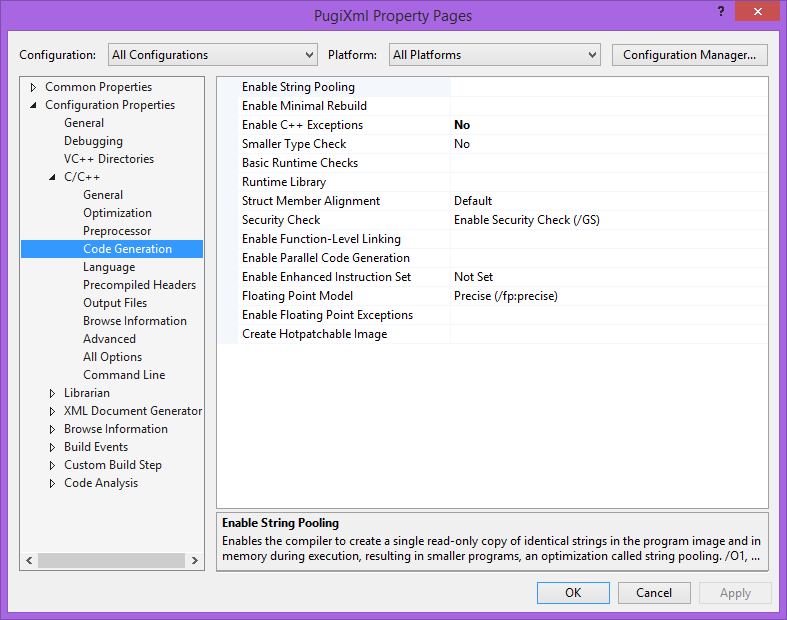 PugiXml Property Pages
?
Configuration: All Configurations Platform: All Platforms Configuration Manager...
Common Properties
Configuration Properties
General
Debugging
VC++ Directories
C/C++
General
Optimization
Preprocessor
Code Generation
Language
Precompiled Headers
Output Files
Browse Information
Advanced
All Options
Command Line
Librarian
XML Document Generator
Browse Information
Build Events
Custom Build Step
Code Analysis
Enable String Pooling
Enable Minimal Rebuild
Enable C++ Exceptions No
Smaller Type Check No
Basic Runtime Checks
Runtime Library
Struct Member Alignment Default
Security Check Enable Security Check (/GS)
Enable Function-Level Linking
Enable Parallel Code Generation
Enable Enhanced Instruction Set Not Set
Floating Point Model Precise (/fp:precise)
Enable Floating Point Exceptions
Create Hotpatchable Image
Enable String Pooling
Enables the compiler to create a single read-only copy of identical strings in the program image and in
memory during execution, resulting in smaller programs, an optimization called string pooling. /O1, ...
OK Cancel Apply